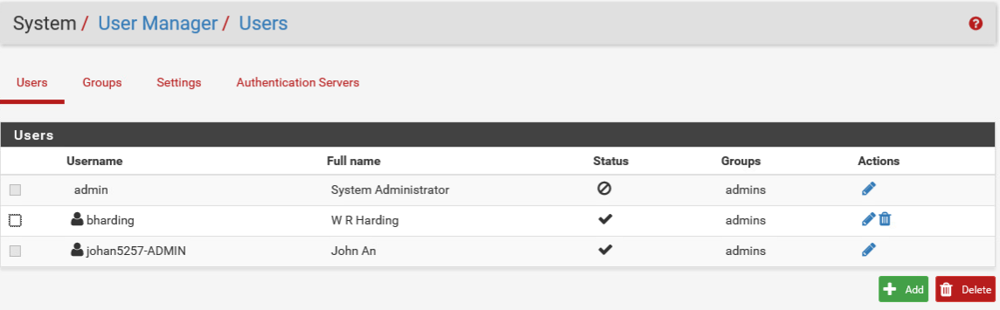 System / User Manager / Users
Users Groups Settings Authentication Servers
Users
Username Full name Status Groups Actions
admin System Administrator admins
bharding W R Harding admins
johan5257-ADMIN John An admins
Add Delete